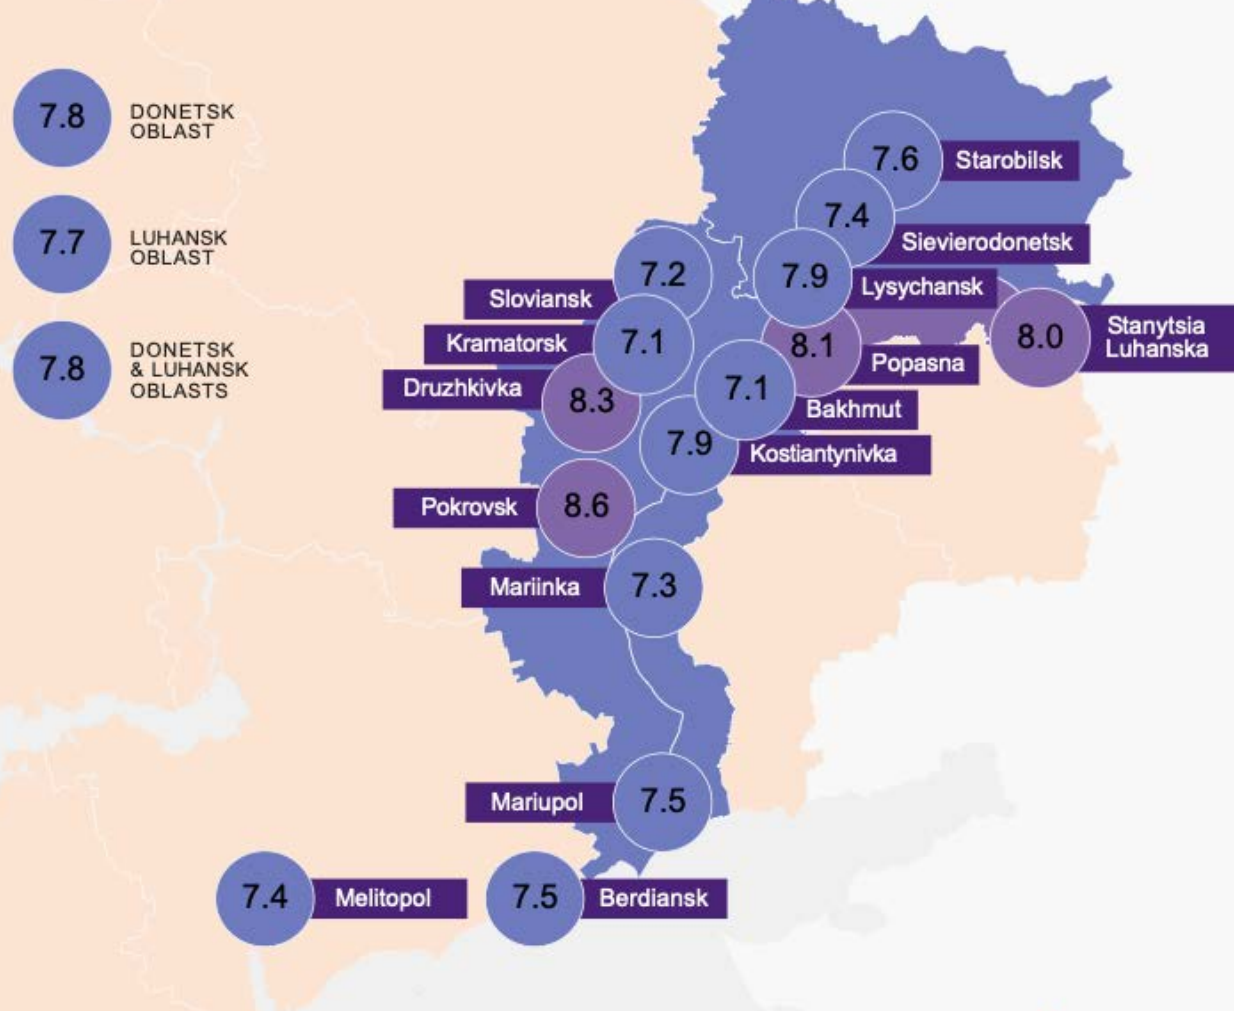 7.8
DONETSK
OBLAST
7.7
LUHANSK
OBLAST
7.8
DONETSK
& LUHANSK
OBLASTS
7.6
Starobilsk
7.4
Sievierodonetsk
7.2
Sloviansk
7.9
Lysychansk
8.0
Stanytsia
Luhanska
7.1
Kramatorsk
8.1
Popasna
8.3
Druzhkivka
7.1
Bakhmut
7.9
Kostiantynivka
8.6
Pokrovsk
7.3
Mariinka
7.5
Mariupol
7.4
Melitopol
7.5
Berdiansk